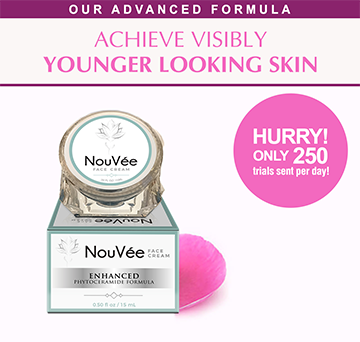 OUR ADVANCED FORMULA
ACHIEVE VISIBLY
YOUNGER LOOKING SKIN
HURRY!
ONLY 250
trials sent per day!
NouVée
FACE CREAM
NouVée FACE CREAM
ENHANCED
PHYTOCERAMIDE FORMULA
0.50 fl oz / 15 mL